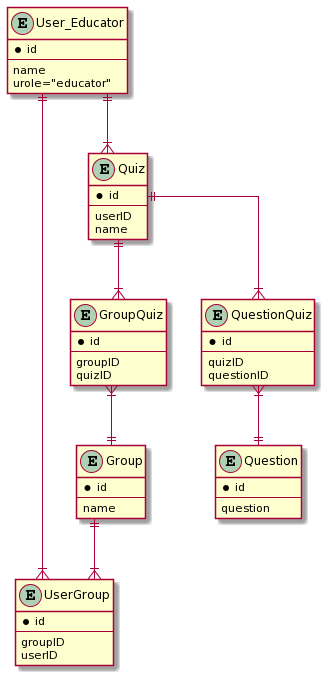 E User_Educator
id
name
urole="educator"
E Quiz
id
userID
name
E GroupQuiz
id
groupID
quizID
E QuestionQuiz
id
quizID
questionID
E Group
id
name
E Question
id
question
E UserGroup
id
groupID
userID